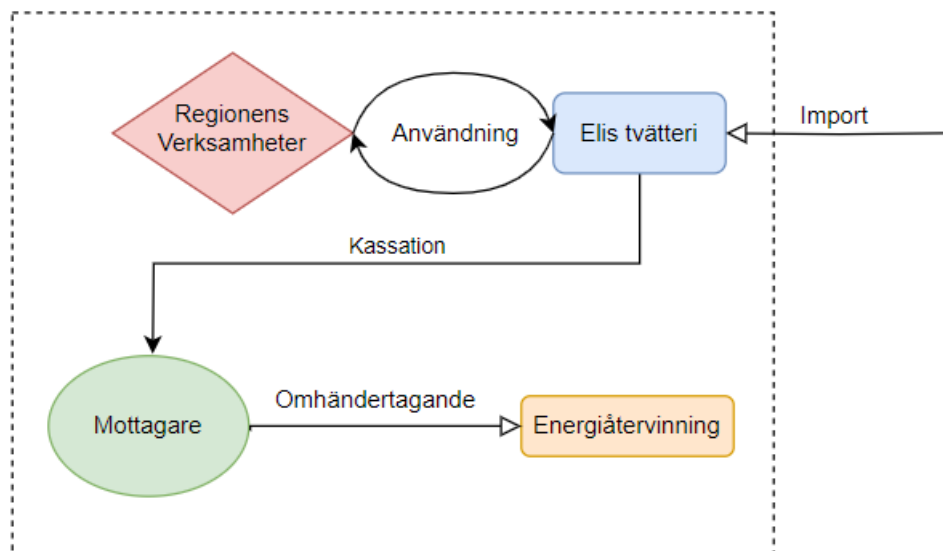 Regionens
Verksamheter
Användning
Elis tvätteri
Import
Kassation
Mottagare
Omhändertagande
Energiåtervinning